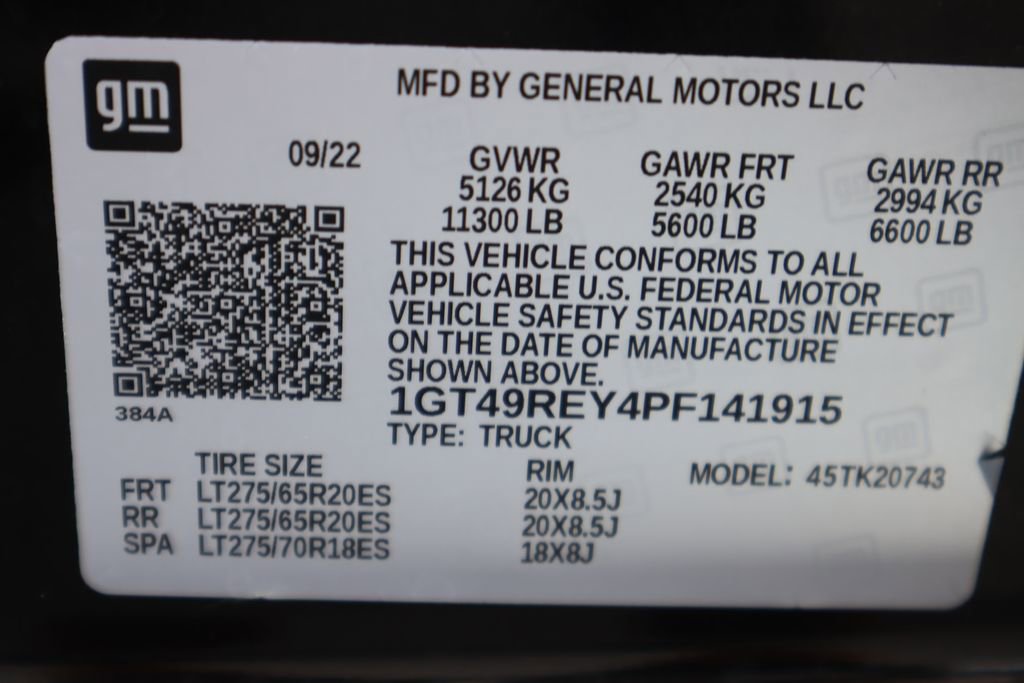 gm
MFD BY GENERAL MOTORS LLC
09/22
GVWR GAWR FRT GAWR RR
5126 KG 2540 KG 2994 KG
11300 LB 5600 LB 6600 LB
THIS VEHICLE CONFORMS TO ALL
APPLICABLE U.S. FEDERAL MOTOR
VEHICLE SAFETY STANDARDS IN EFFECT
ON THE DATE OF MANUFACTURE
SHOWN ABOVE.
384A
1GT49REY4PF141915
TYPE: TRUCK
TIRE SIZE RIM MODEL: 45TK20743
FRT LT275/65R20ES 20X8.5J
RR LT275/65R20ES 20X8.5J
SPA LT275/70R18ES 18X8J